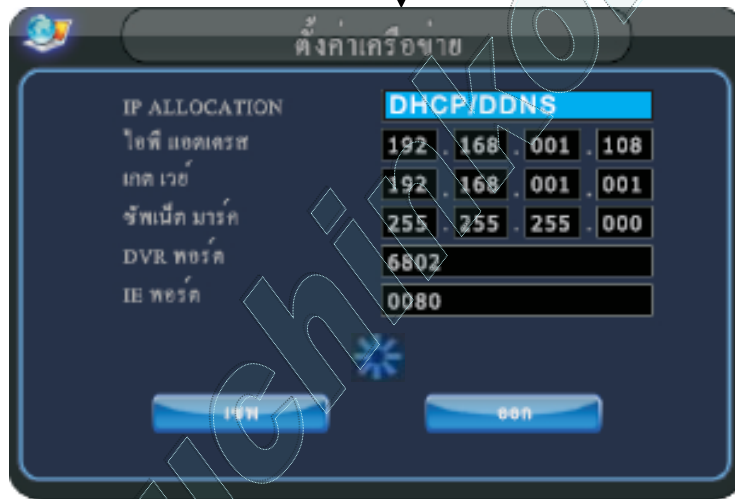 ตั้งค่าเครือข่าย
IP ALLOCATION DHCP/DDNS
ไอพี แอดเดรส 192 . 168 . 001 . 108
เกต เวย์ 192 . 168 . 001 . 001
ซัพเน็ต มาร์ค 255 . 255 . 255 . 000
DVR พอร์ต 6802
IE พอร์ต 0080
เซฟ ออก